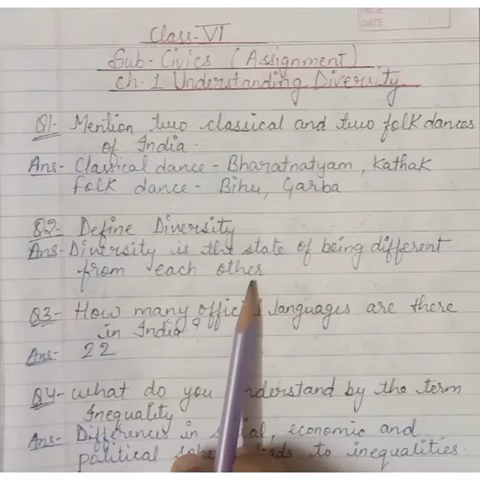 DATE
Class-VI
Sub-Civics (Assignment)
Ch-1 Understanding Diversity
Q1- Mention two classical and two folk dances
of India.
Ans- Classical dance - Bharatnatyam, Kathak
Folk dance - Bihu, Garba
Q2- Define Diversity
Ans- Diversity is the state of being different
from each other
Q3- How many languages are there
in India?
Ans- 22
Q4- What do you by the term
Inequality
Ans- Differences in economic and
political to inequalities.